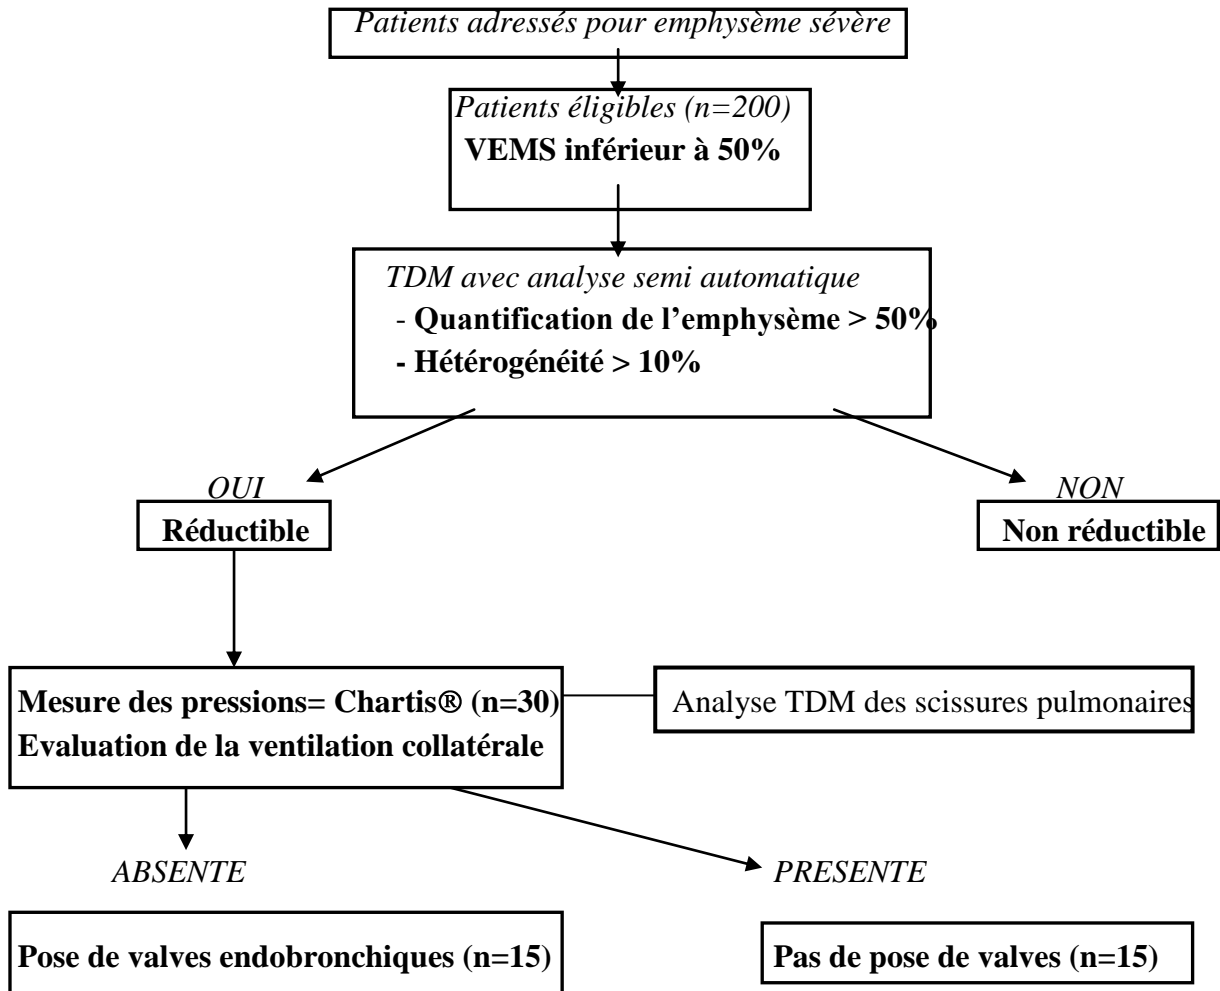 Patients adressés pour emphysème sévère
Patients éligibles (n=200)
VEMS inférieur à 50%
TDM avec analyse semi automatique
- Quantification de l’emphysème > 50%
- Hétérogénéité > 10%
OUI
NON
Réductible
Non réductible
Mesure des pressions= Chartis® (n=30)
Evaluation de la ventilation collatérale
Analyse TDM des scissures pulmonaires
ABSENTE
PRESENTE
Pose de valves endobronchiques (n=15)
Pas de pose de valves (n=15)